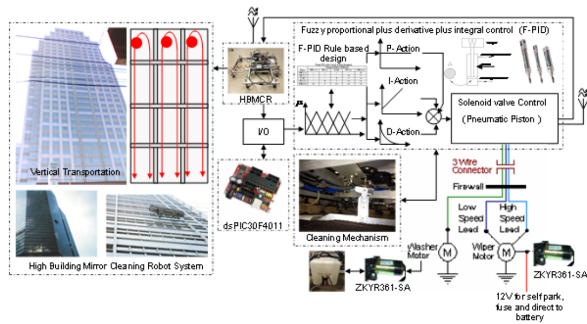 Fuzzy proportional plus derivative plus integral control (F-PID)
F-PID Rule based
design
P-Action
I-Action
D-Action
HBMCR
I/O
dsPIC30F4011
Solenoid valve Control
(Pneumatic Piston)
Vertical Transportation
High Building Mirror Cleaning Robot System
Cleaning Mechanism
3 Wire
Connector
Firewall
Low
Speed
Lead
High
Speed
Lead
Washer
Motor
M
Wiper
Motor
M
ZKYR361-SA
ZKYR361-SA
12V for self park,
fuse and direct to
battery